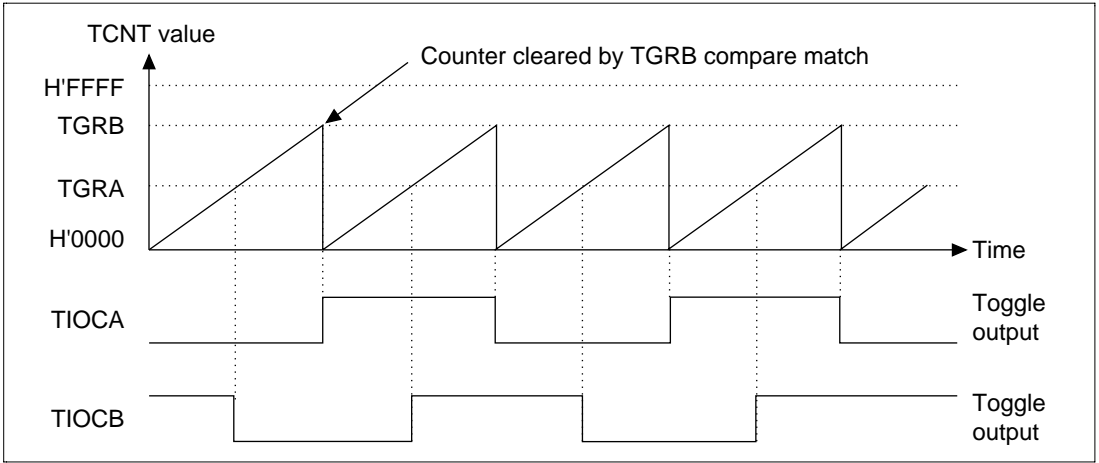 TCNT value
Counter cleared by TGRB compare match
H'FFFF
TGRB
TGRA
H'0000
Time
TIOCA
Toggle
output
TIOCB
Toggle
output